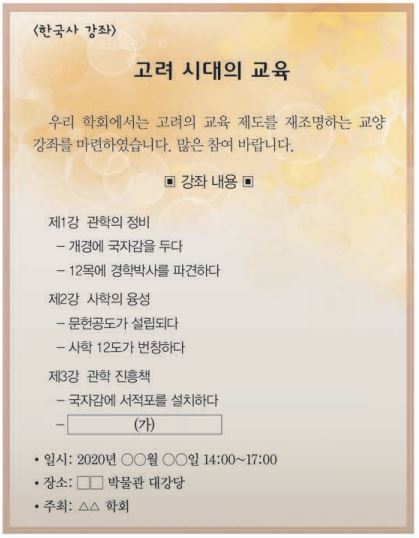 <한국사 강좌>
고려 시대의 교육
우리 학회에서는 고려의 교육 제도를 재조명하는 교양
강좌를 마련하였습니다. 많은 참여 바랍니다.
▣ 강좌 내용 ▣
제1강 관학의 정비
- 개경에 국자감을 두다
- 12목에 경학박사를 파견하다
제2강 사학의 융성
- 문헌공도가 설립되다
- 사학 12도가 번창하다
제3강 관학 진흥책
- 국자감에 서적포를 설치하다
- (가)
• 일시: 2020년 ○○월 ○○일 14:00~17:00
• 장소: □□ 박물관 대강당
• 주최: △△ 학회